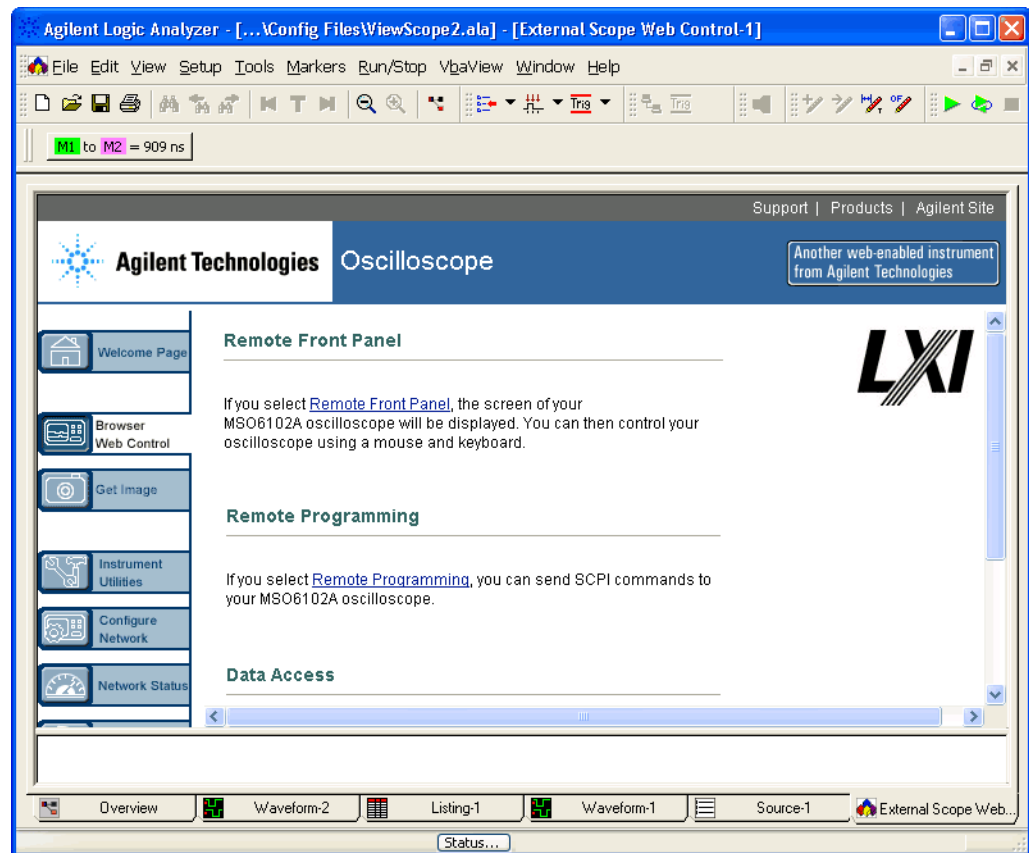 Agilent Logic Analyzer - [...\Config Files\ViewScope2.ala] - [External Scope Web Control-1]
File Edit View Setup Tools Markers Run/Stop VbaView Window Help
T Trig Trig
M1 to M2 = 909 ns
Support | Products | Agilent Site
Agilent Technologies
Oscilloscope
Another web-enabled instrument
from Agilent Technologies
Welcome Page
Browser
Web Control
Get Image
Instrument
Utilities
Configure
Network
Network Status
Remote Front Panel
If you select Remote Front Panel, the screen of your
MSO6102A oscilloscope will be displayed. You can then control your
oscilloscope using a mouse and keyboard.
Remote Programming
If you select Remote Programming, you can send SCPI commands to
your MSO6102A oscilloscope.
Data Access
LXI
Overview
Waveform-2
Listing-1
Waveform-1
Source-1
External Scope Web...
Status...